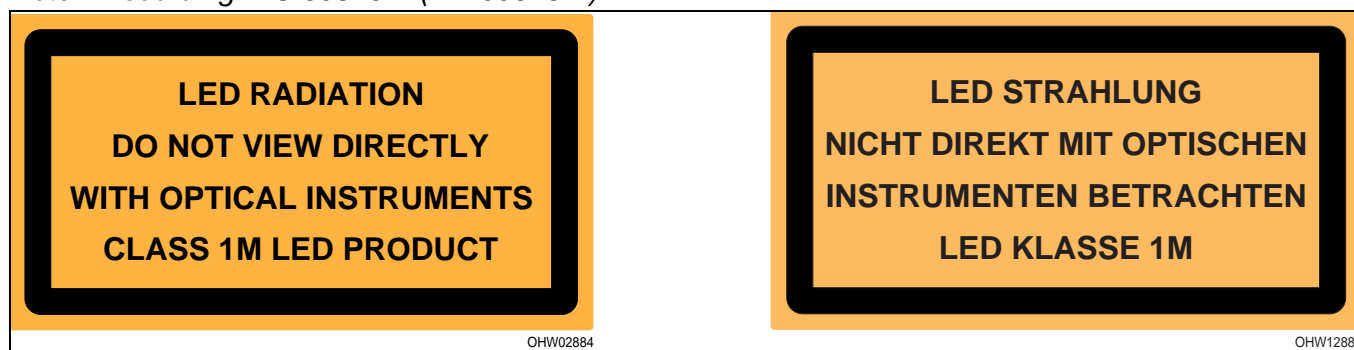 LED RADIATION
DO NOT VIEW DIRECTLY
WITH OPTICAL INSTRUMENTS
CLASS 1M LED PRODUCT
OHW02884
LED STRAHLUNG
NICHT DIREKT MIT OPTISCHEN
INSTRUMENTEN BETRACHTEN
LED KLASSE 1M
OHW1288